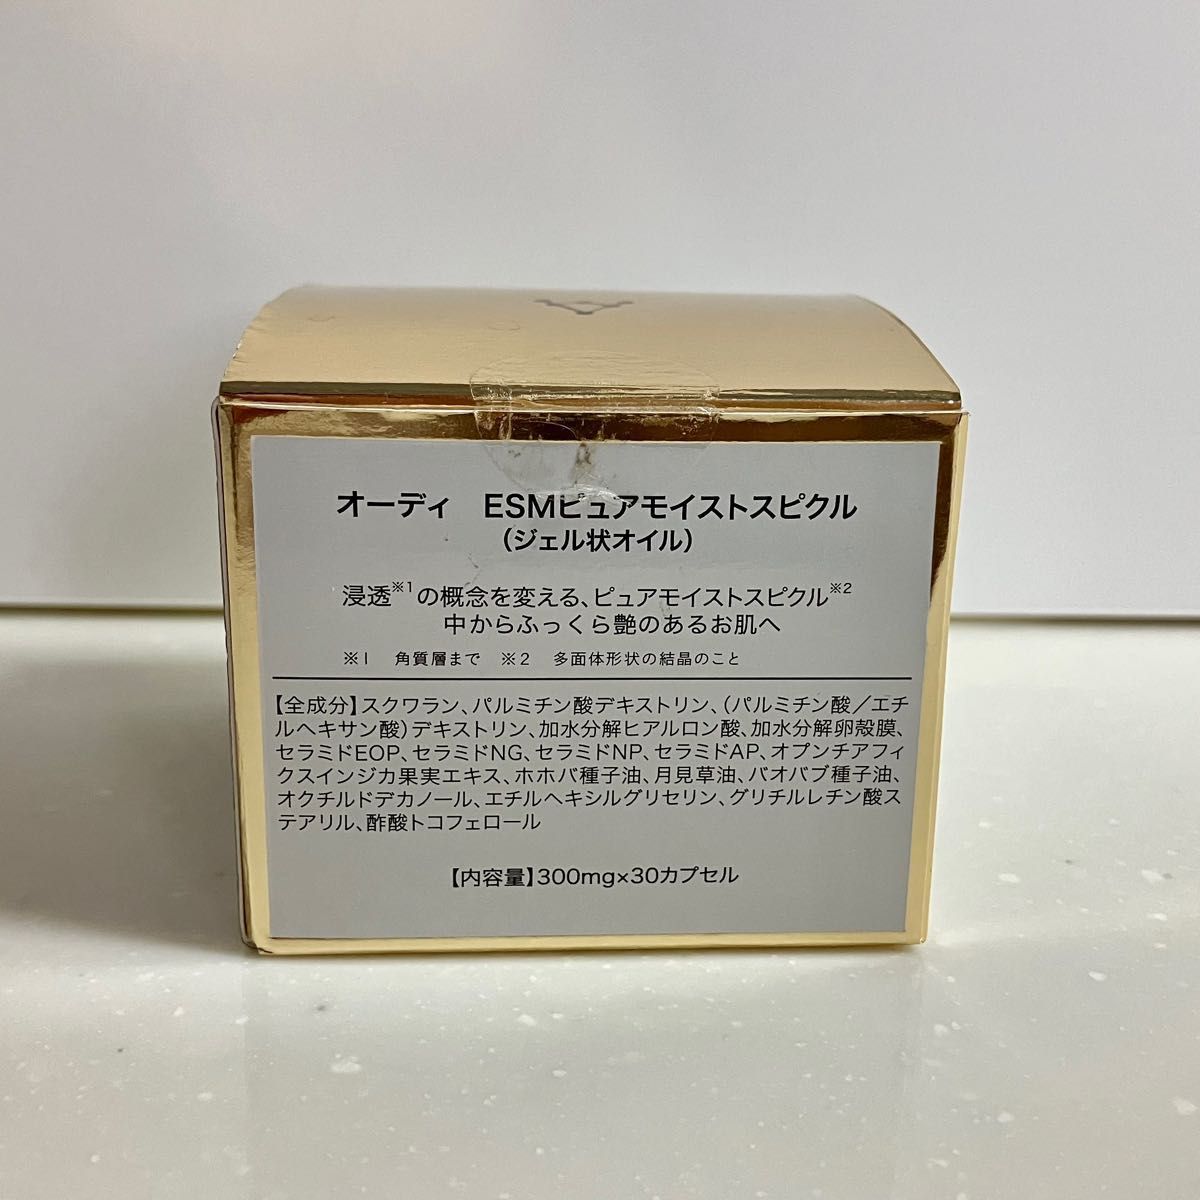 オーディ　ESMピュアモイストスピクル
（ジェル状オイル）
浸透※1の概念を変える、ピュアモイストスピクル※2
中からふっくら艶のあるお肌へ
※1　角質層まで　※2　多面体形状の結晶のこと
【全成分】スクワラン、パルミチン酸デキストリン、（パルミチン酸／エチ
ルヘキサン酸）デキストリン、加水分解ヒアルロン酸、加水分解卵殻膜、
セラミドEOP、セラミドNG、セラミドNP、セラミドAP、オプンチアフィ
クスインジカ果実エキス、ホホバ種子油、月見草油、バオバブ種子油、
オクチルドデカノール、エチルヘキシルグリセリン、グリチルレチン酸ス
テアリル、酢酸トコフェロール
【内容量】300mg×30カプセル